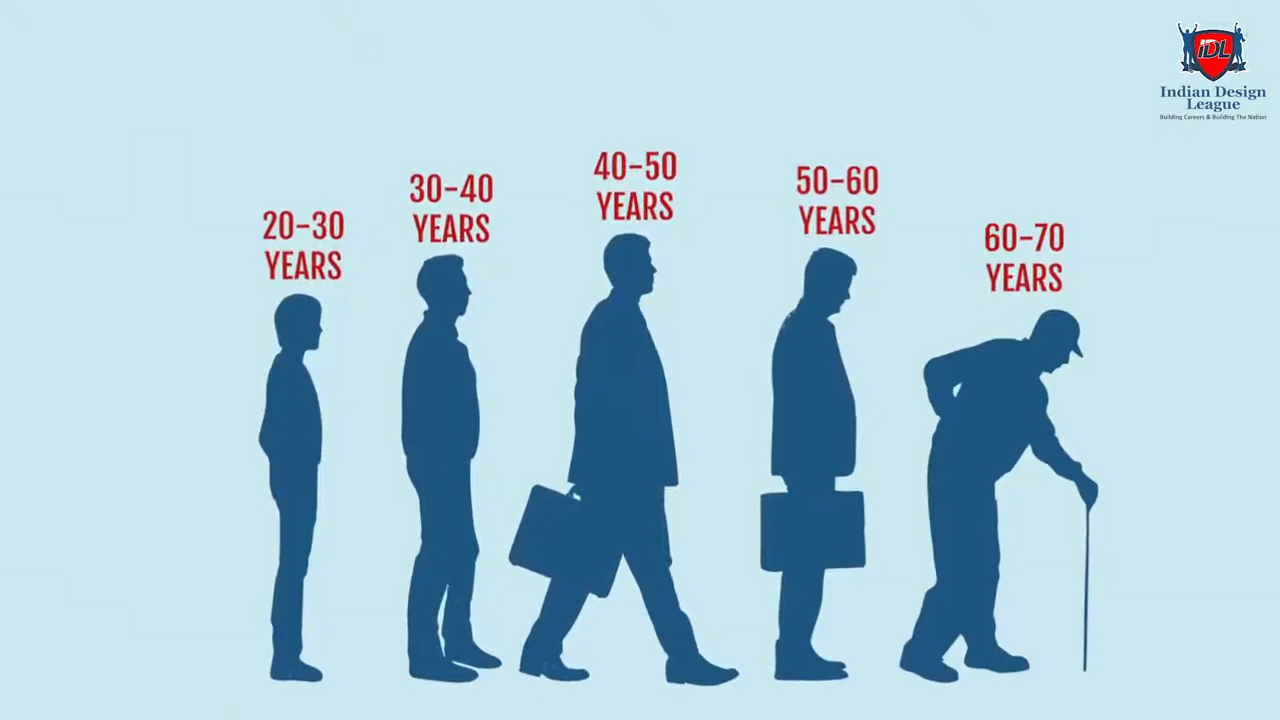 IDL
Indian Design
League
Building Careers & Building The Nation
20-30
YEARS
30-40
YEARS
40-50
YEARS
50-60
YEARS
60-70
YEARS